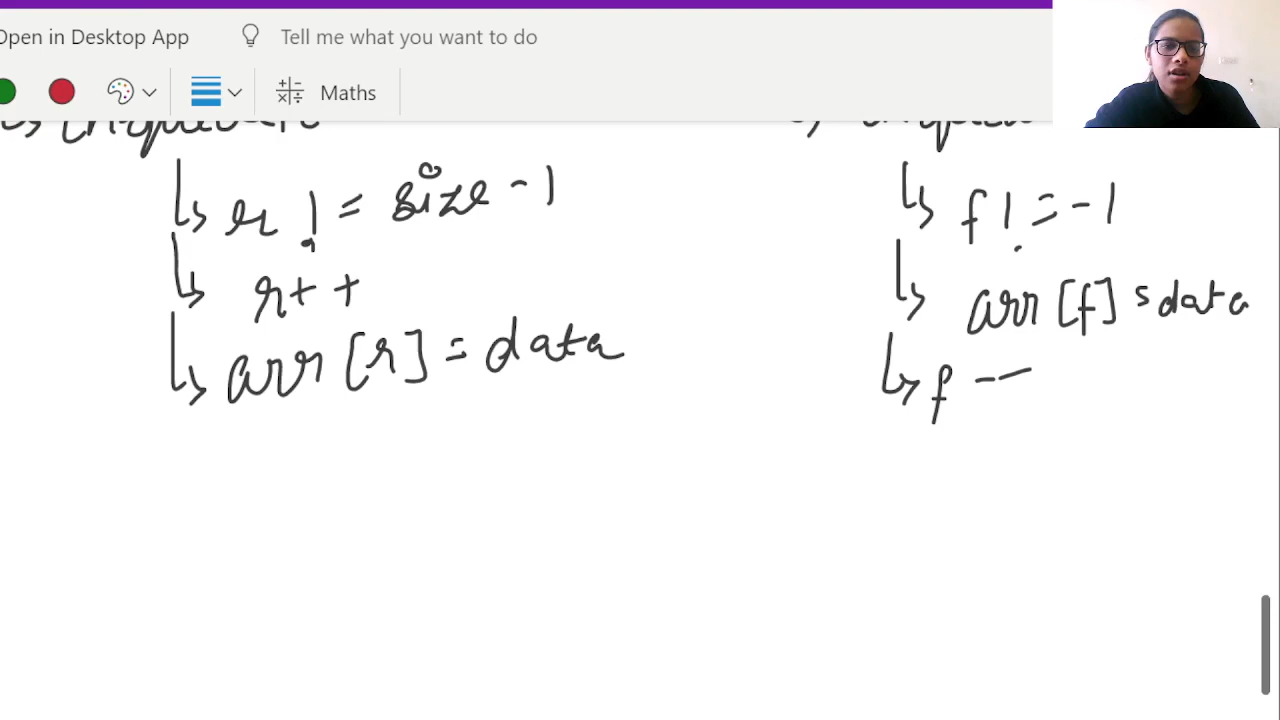 Open in Desktop App
Tell me what you want to do
Maths
r != size - 1
r++
arr[r] = data
f != -1
arr[f] = data
f --